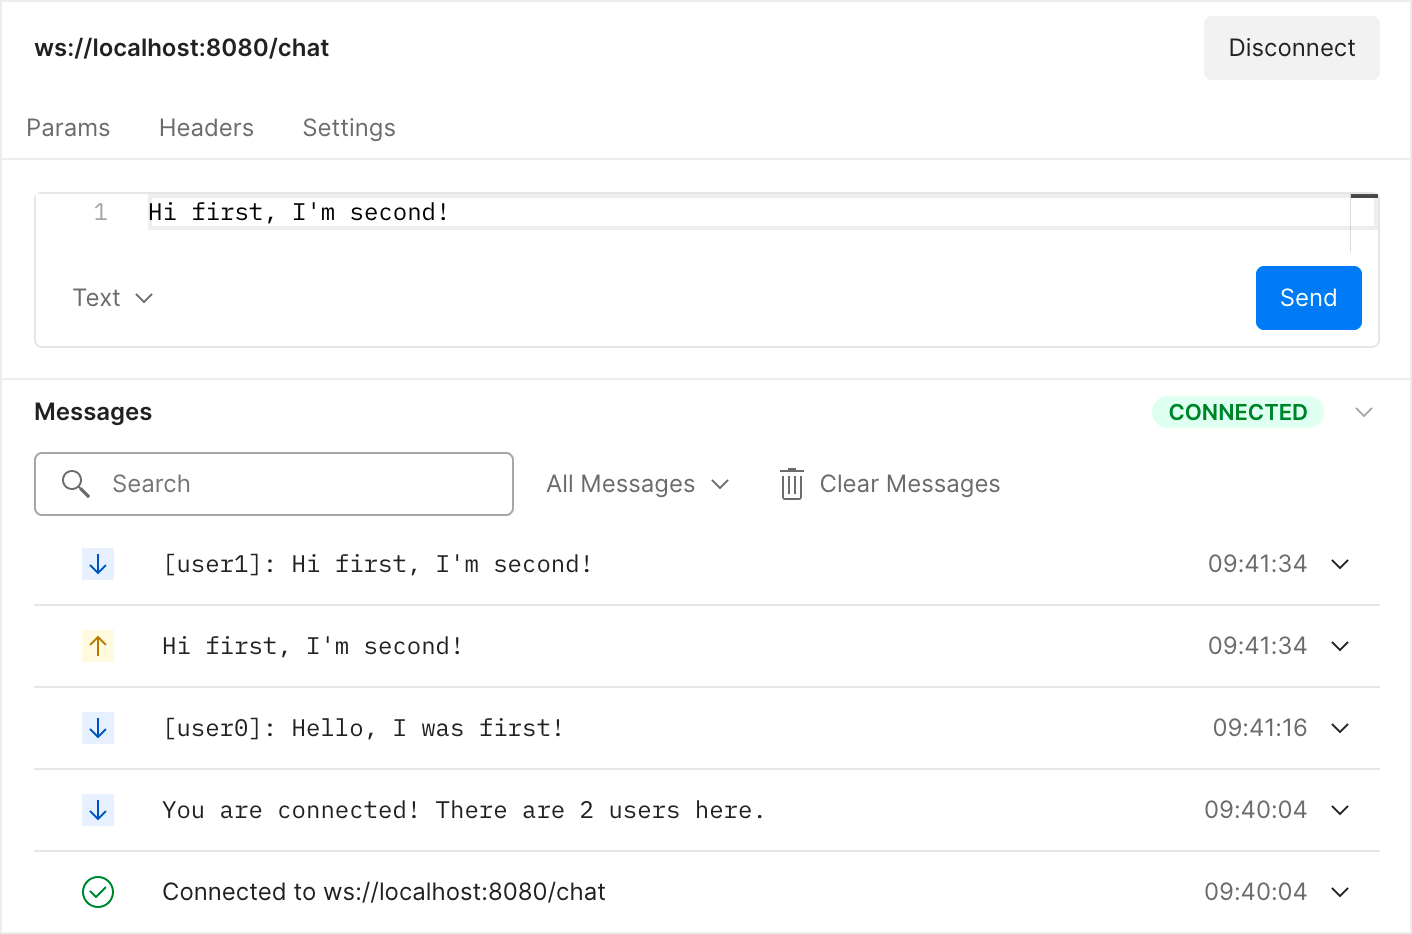 ws://localhost:8080/chat
Disconnect
Params Headers Settings
1 Hi first, I'm second!
Text
Send
Messages
CONNECTED
Search All Messages Clear Messages
[user1]: Hi first, I'm second! 09:41:34
Hi first, I'm second! 09:41:34
[user0]: Hello, I was first! 09:41:16
You are connected! There are 2 users here. 09:40:04
Connected to ws://localhost:8080/chat 09:40:04